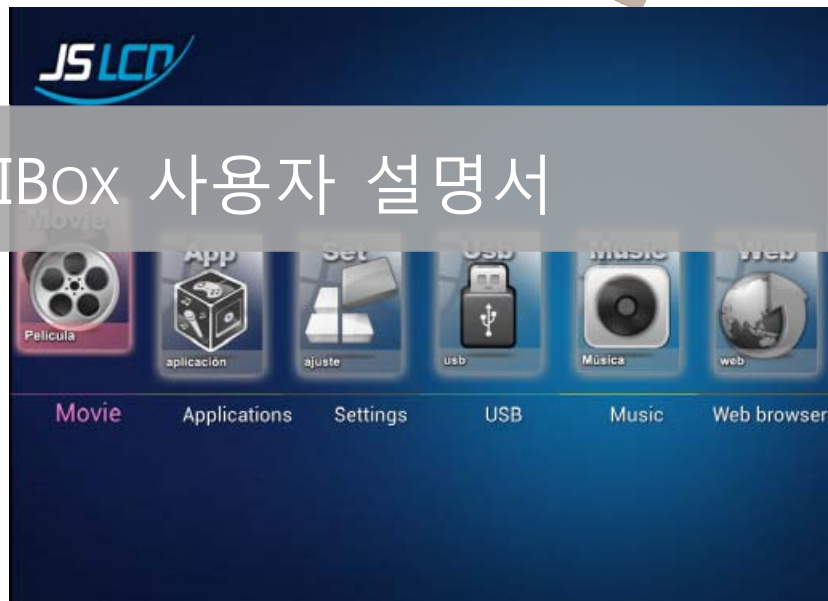 JS LCD
IBox 사용자 설명서
Movie
App
Set
Usb
Music
Web
Pelicula
aplicación
ajuste
usb
Música
web
Movie
Applications
Settings
USB
Music
Web browser